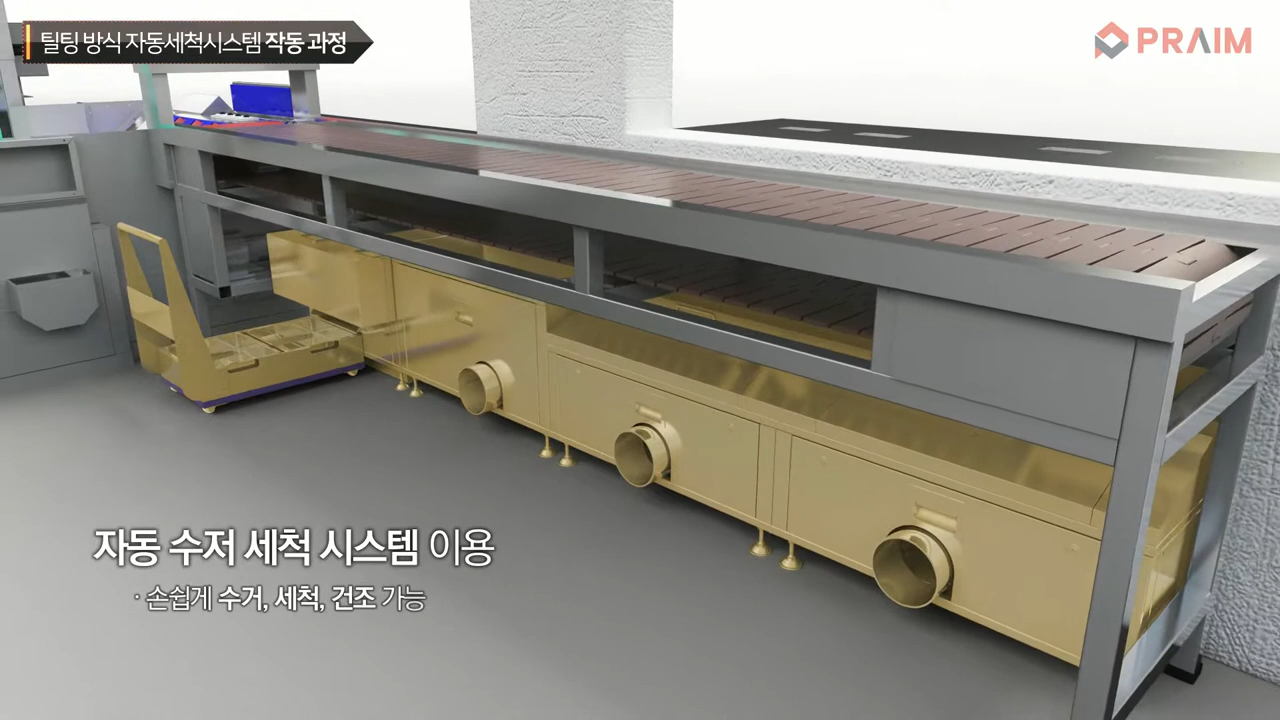 틸팅 방식 자동세척시스템 작동 과정
PRAIM
자동 수저 세척 시스템 이용
· 손쉽게 수거, 세척, 건조 가능